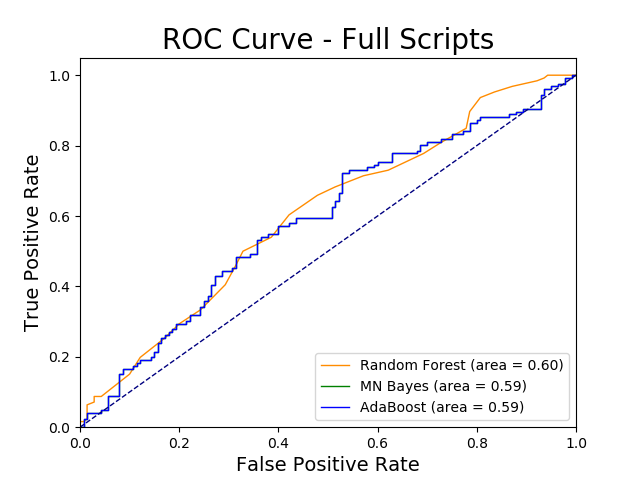 ROC Curve - Full Scripts
True Positive Rate
1.0
0.8
0.6
0.4
0.2
0.0
0.0 0.2 0.4 0.6 0.8 1.0
False Positive Rate
Random Forest (area = 0.60)
MN Bayes (area = 0.59)
AdaBoost (area = 0.59)